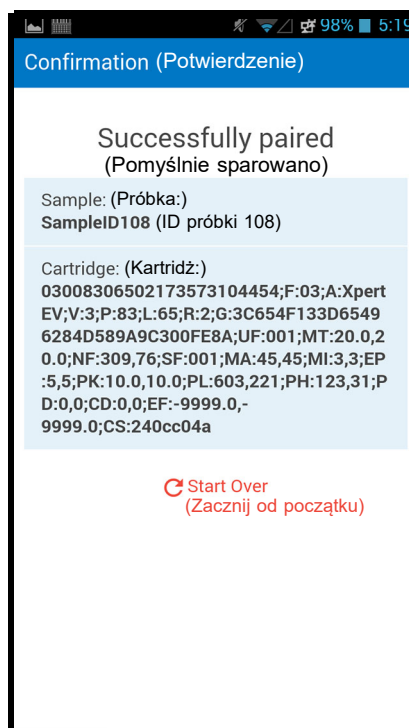 98% 5:19
Confirmation (Potwierdzenie)
Successfully paired
(Pomyślnie sparowano)
Sample: (Próbka:)
SampleID108 (ID próbki 108)
Cartridge: (Kartridż:)
03008306502173573104454;F:03;A:Xpert
EV;V:3;P:83;L:65;R:2;G:3C654F133D6549
6284D589A9C300FE8A;UF:001;MT:20.0,2
0.0;NF:309,76;SF:001;MA:45,45;MI:3,3;EP
:5,5;PK:10.0,10.0;PL:603,221;PH:123,31;P
D:0,0;CD:0,0;EF:-9999.0,-
9999.0;CS:240cc04a
Start Over
(Zacznij od początku)